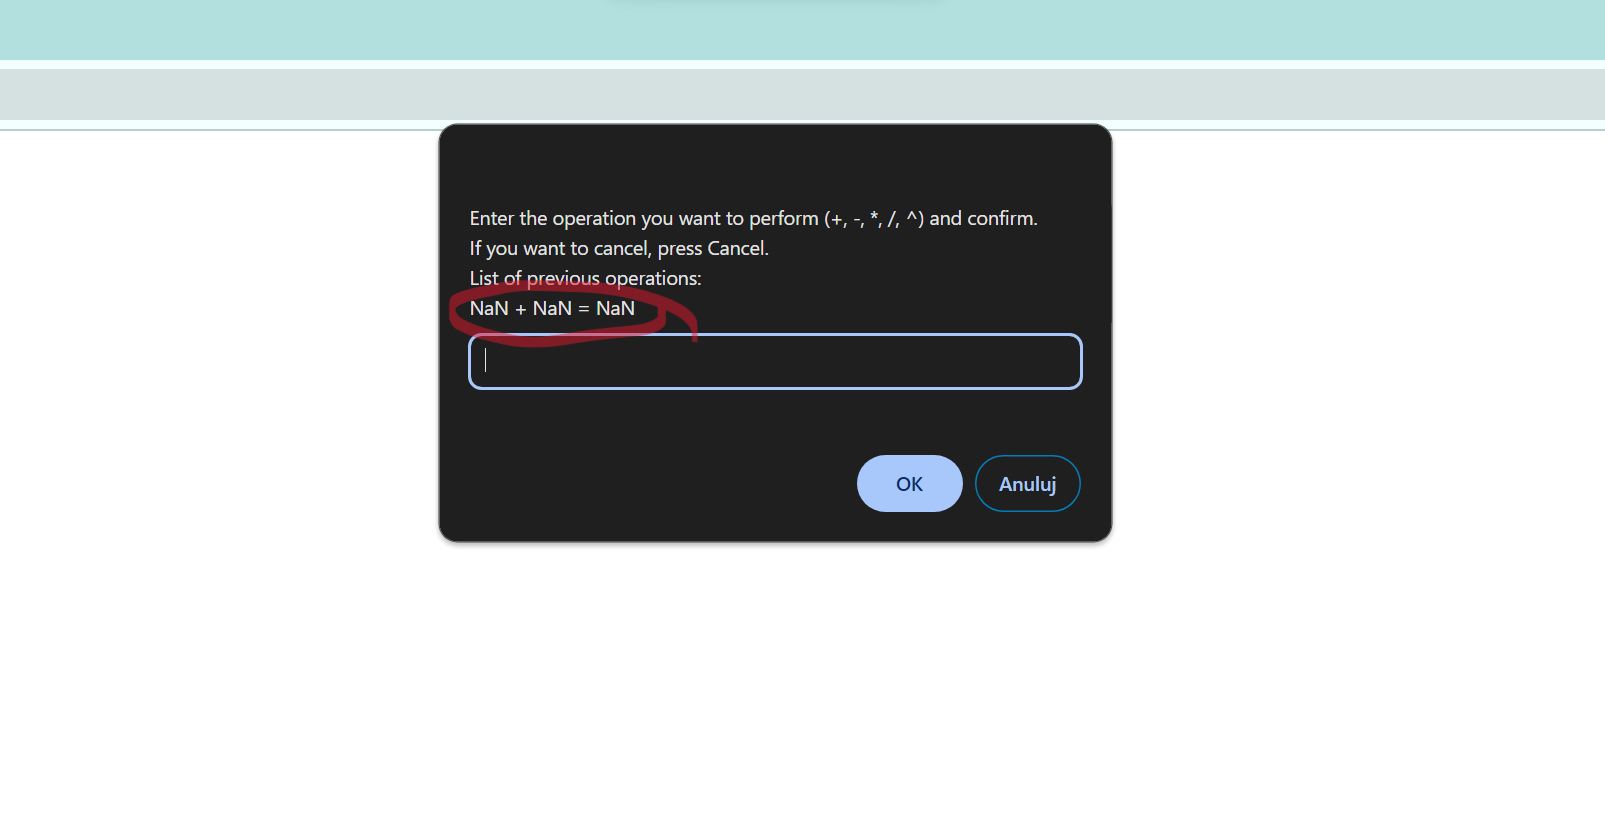 Enter the operation you want to perform (+, -, *, /, ^) and confirm.
If you want to cancel, press Cancel.
List of previous operations:
NaN + NaN = NaN
OK
Anuluj